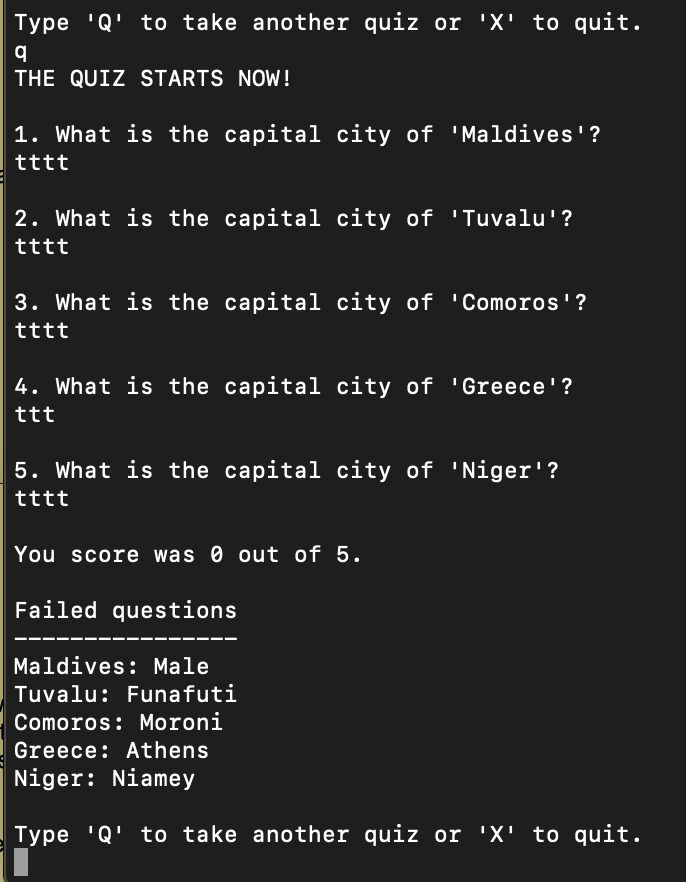 Type 'Q' to take another quiz or 'X' to quit.
q
THE QUIZ STARTS NOW!
1. What is the capital city of 'Maldives'?
tttt
2. What is the capital city of 'Tuvalu'?
tttt
3. What is the capital city of 'Comoros'?
tttt
4. What is the capital city of 'Greece'?
ttt
5. What is the capital city of 'Niger'?
tttt
You score was 0 out of 5.
Failed questions
----------------
Maldives: Male
Tuvalu: Funafuti
Comoros: Moroni
Greece: Athens
Niger: Niamey
Type 'Q' to take another quiz or 'X' to quit.